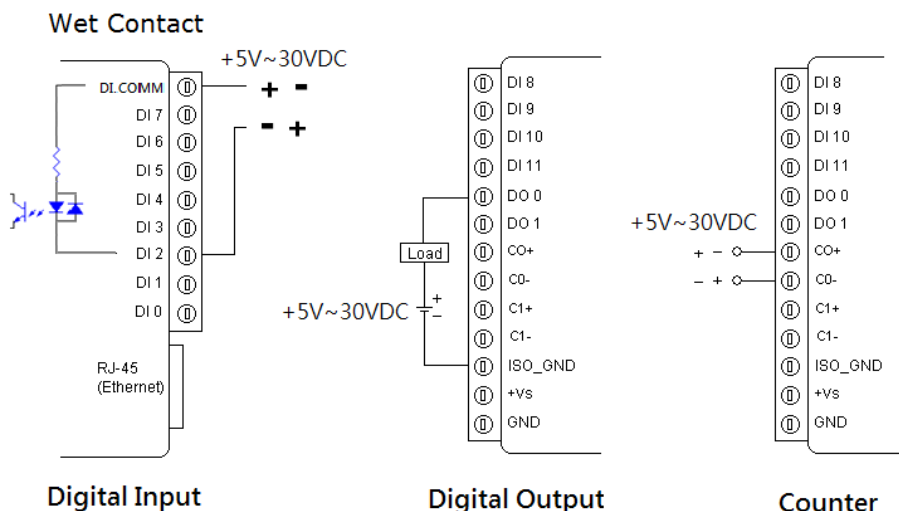 Wet Contact
+5V~30VDC
DI.COMM
+ -
DI 7
- +
DI 6
DI 5
DI 4
DI 3
DI 2
DI 1
DI 0
RJ-45
(Ethernet)
Digital Input
DI 8
DI 9
DI 10
DI 11
DO 0
DO 1
CO+
C0-
C1+
C1-
ISO_GND
+Vs
GND
Load
+
+5V~30VDC
-
Digital Output
DI 8
DI 9
DI 10
DI 11
DO 0
DO 1
CO+
C0-
C1+
C1-
ISO_GND
+Vs
GND
+5V~30VDC
+ -
- +
Counter